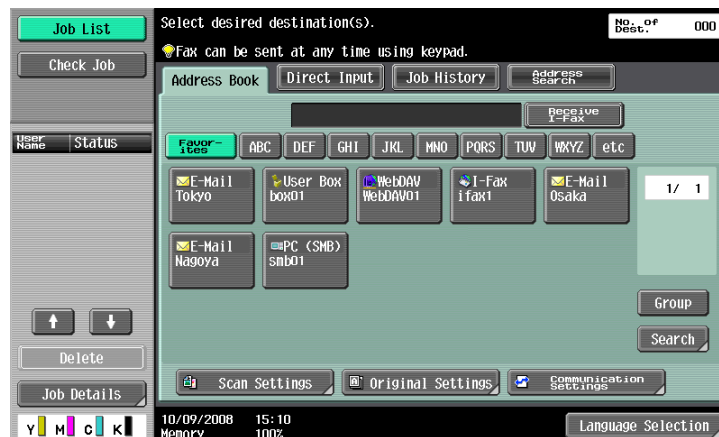 Job List
Check Job
User Name Status
Delete
Job Details
Y M C K
Select desired destination(s).
No. of Dest. 000
Fax can be sent at any time using keypad.
Address Book Direct Input Job History Address Search
Receive I-Fax
Favor-ites ABC DEF GHI JKL MNO PQRS TUV WXYZ etc
E-Mail User Box WebDAV I-Fax E-Mail
Tokyo box01 WebDAV01 ifax1 Osaka
1/ 1
E-Mail PC (SMB)
Nagoya smb01
Group
Search
Scan Settings Original Settings Communication Settings
10/09/2008 15:10
Memory 100%
Language Selection